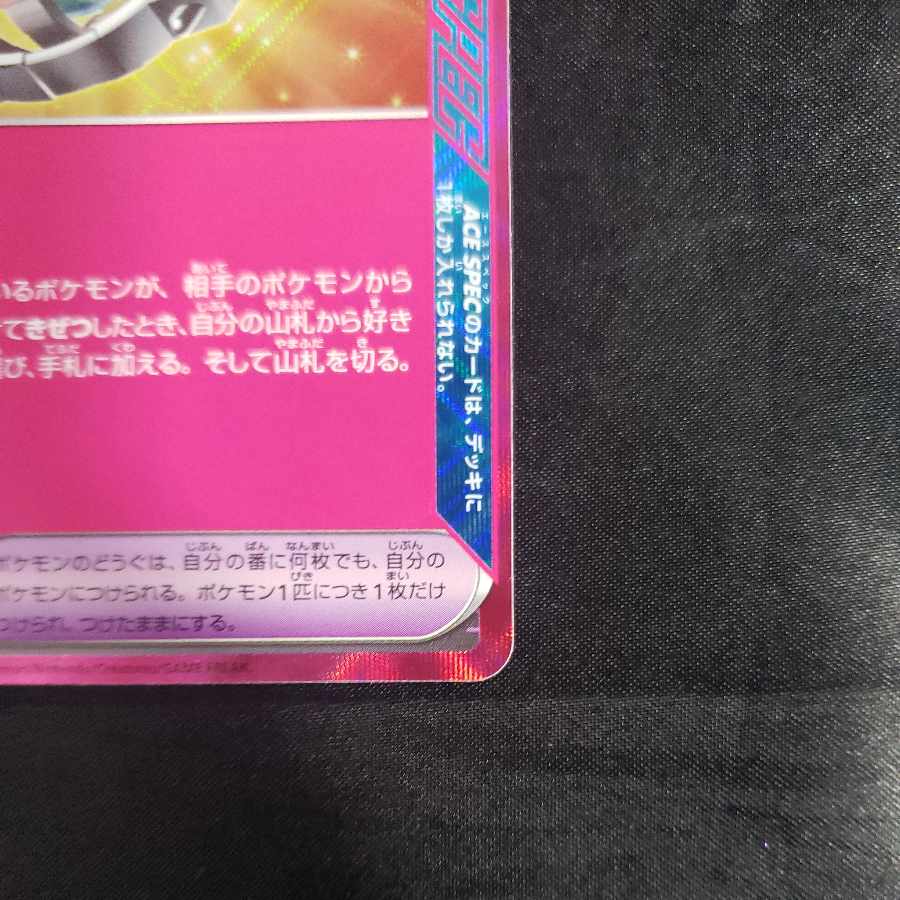 ACE SPEC
いるポケモンが、相手のポケモンから
てきぜつしたとき、自分の山札から好き
び、手札に加える。そして山札を切る。
ACE SPECのカードは、デッキに
1枚しか入れられない。
ポケモンのどうぐは、自分の番に何枚でも、自分の
ポケモンにつけられる。ポケモン1匹につき1枚だけ
つけられ、つけたままにする。
GAME FREAK.